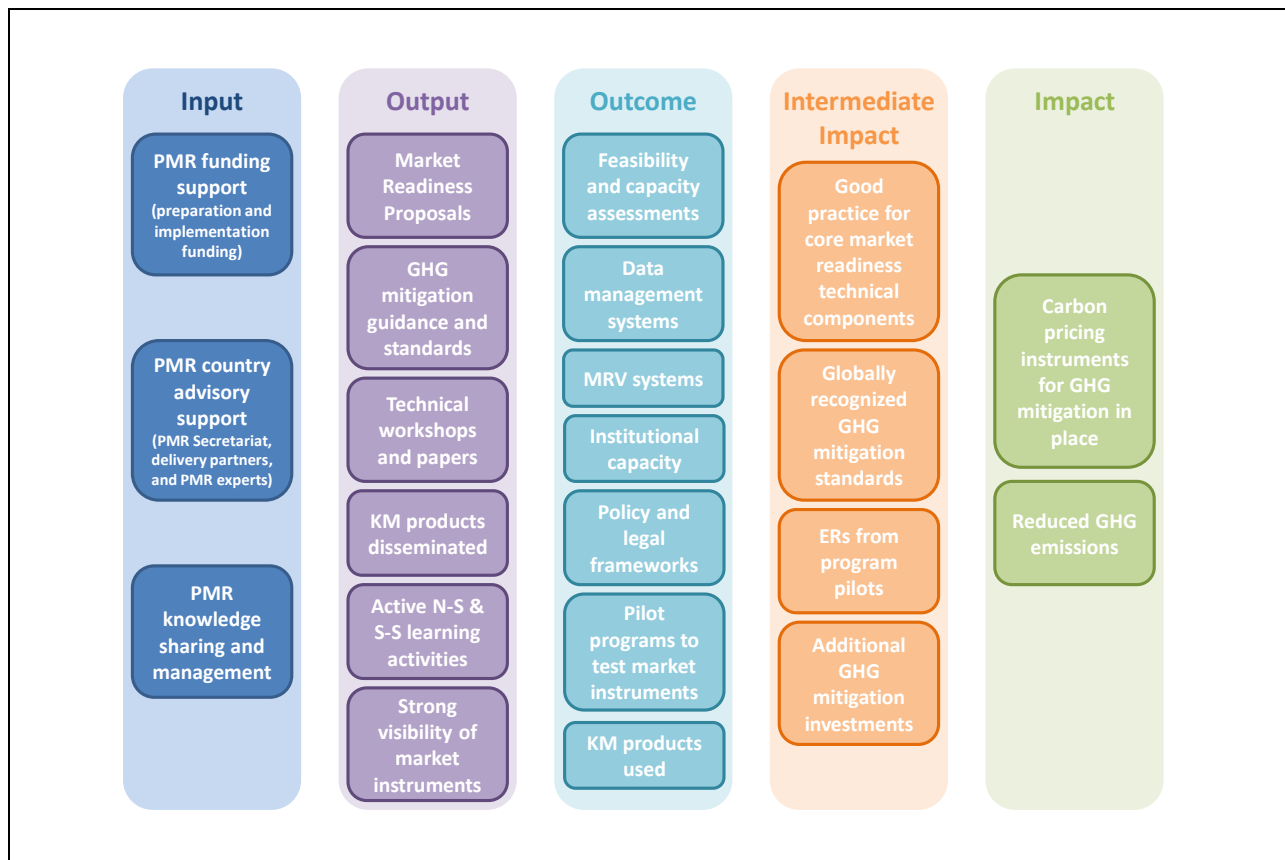 Input
PMR funding
support
(preparation and
implementation
funding)
PMR country
advisory
support
(PMR Secretariat,
delivery partners,
and PMR experts)
PMR
knowledge
sharing and
management
Output
Market
Readiness
Proposals
GHG
mitigation
guidance and
standards
Technical
workshops
and papers
KM products
disseminated
Active N-S &
S-S learning
activities
Strong
visibility of
market
instruments
Outcome
Feasibility
and capacity
assessments
Data
management
systems
MRV systems
Institutional
capacity
Policy and
legal
frameworks
Pilot
programs to
test market
instruments
KM products
used
Intermediate
Impact
Good
practice for
core market
readiness
technical
components
Globally
recognized
GHG
mitigation
standards
ERs from
program
pilots
Additional
GHG
mitigation
investments
Impact
Carbon
pricing
instruments
for GHG
mitigation in
place
Reduced GHG
emissions